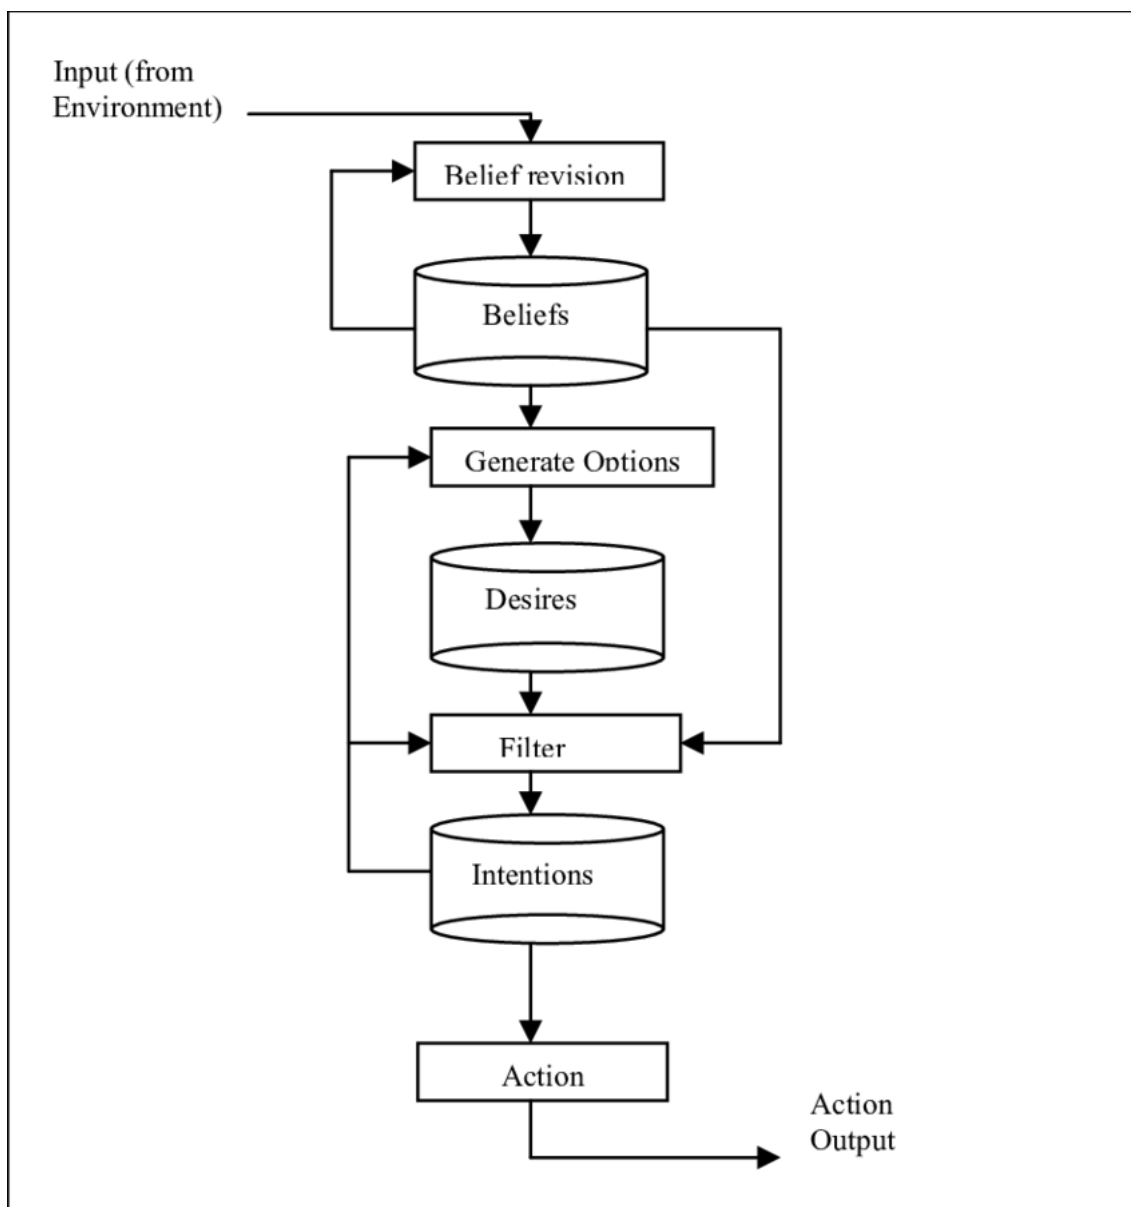 Input (from
Environment)
Belief revision
Beliefs
Generate Options
Desires
Filter
Intentions
Action
Action
Output